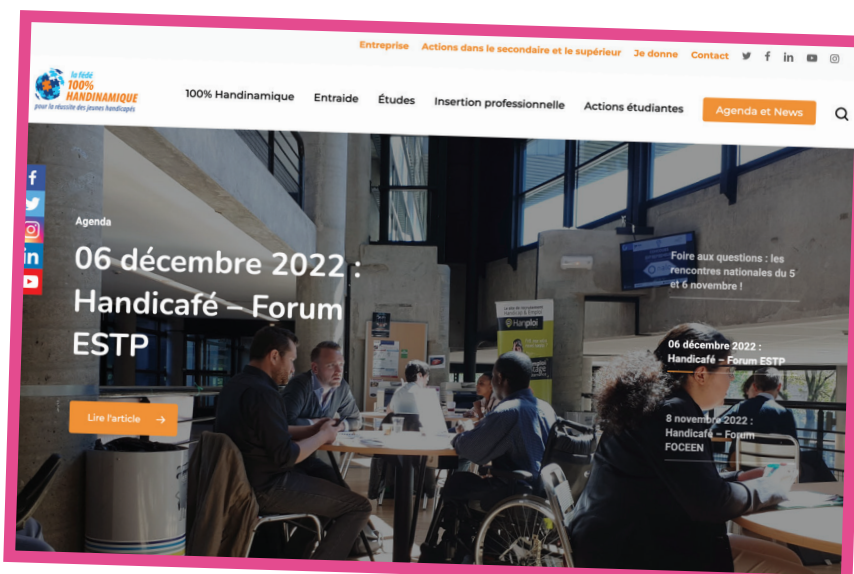 Entreprise Actions dans le secondaire et le supérieur Je donne Contact
la fédé
100%
HANDINAMIQUE
pour la réussite des jeunes handicapés
100% Handinamique Entraide Études Insertion professionnelle Actions étudiantes Agenda et News
Agenda
06 décembre 2022 :
Handicafé – Forum
ESTP
Lire l'article →
Foire aux questions : les
rencontres nationales du 5
et 6 novembre !
06 décembre 2022 :
Handicafé – Forum ESTP
8 novembre 2022 :
Handicafé – Forum
FOCEEN
Handicap & Emploi
Hanploi